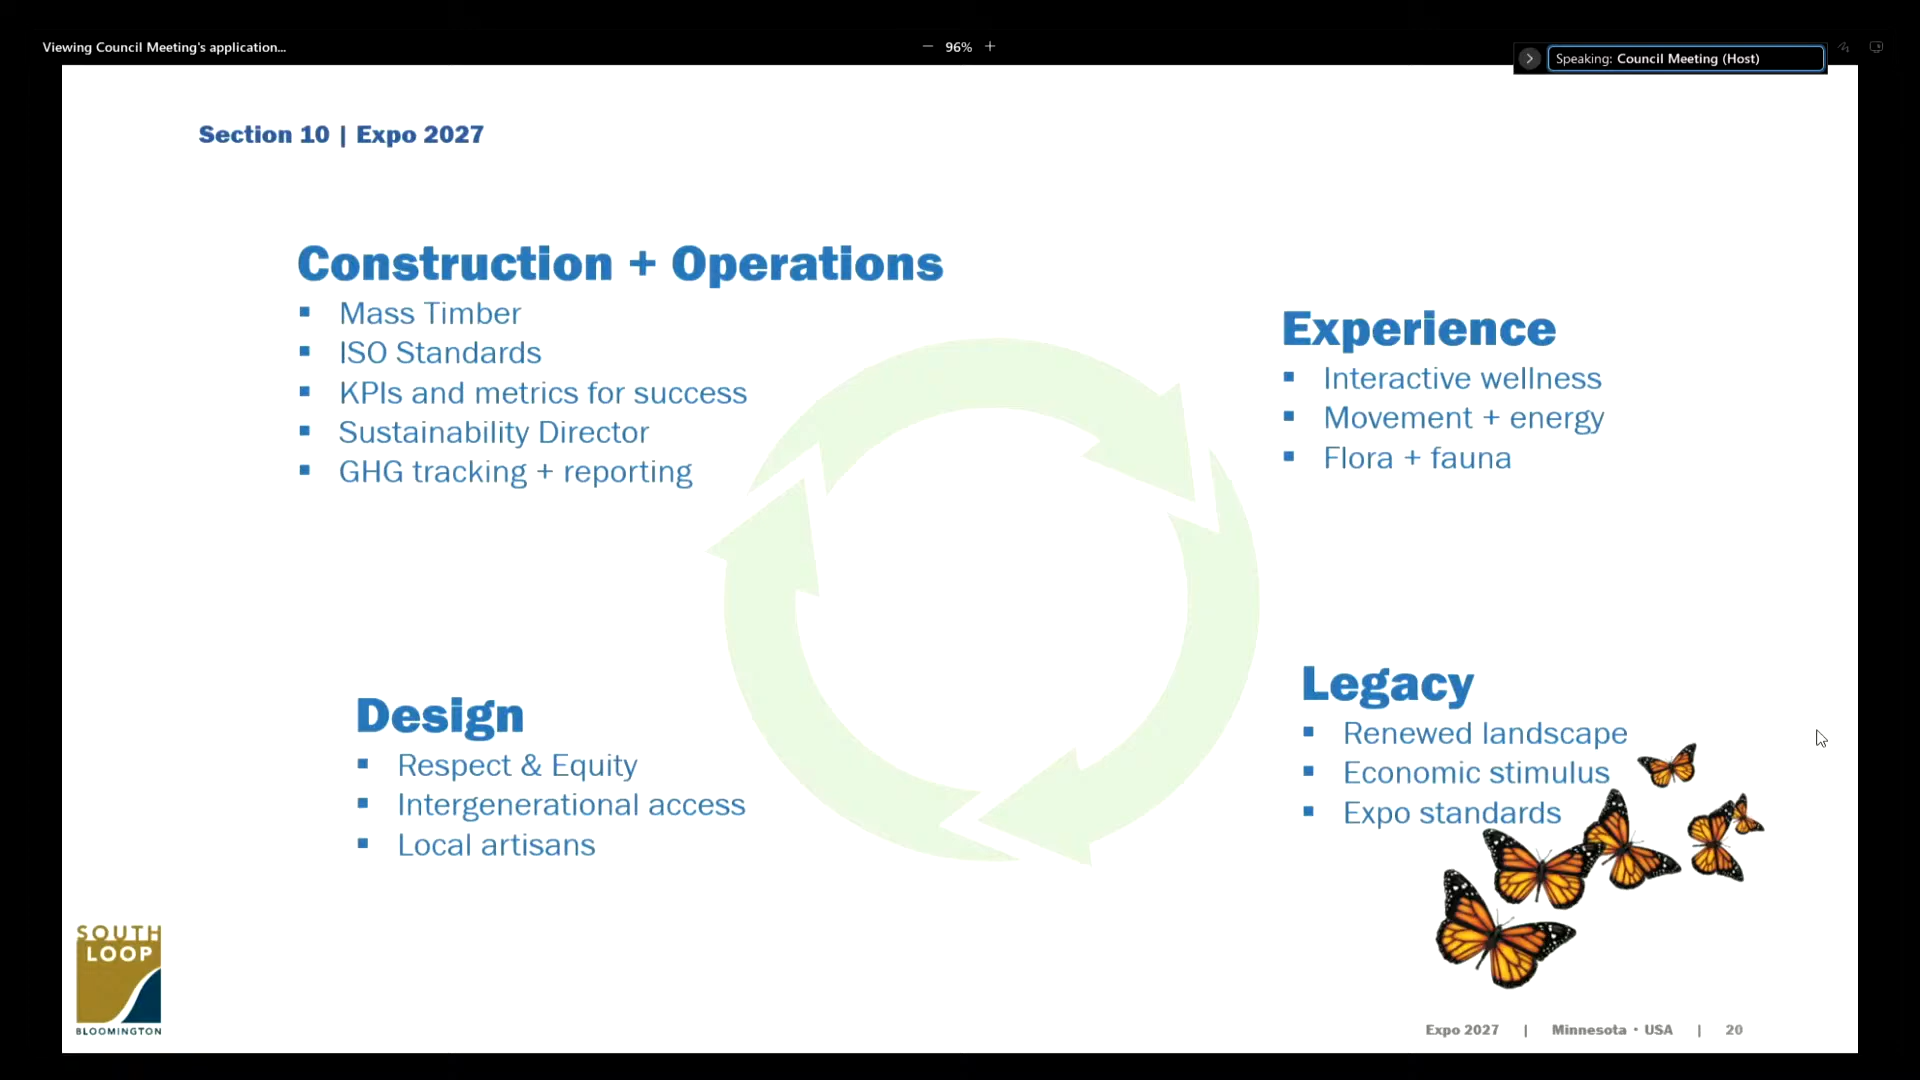 Viewing Council Meeting's application...
96%
Speaking: Council Meeting (Host)
Section 10 | Expo 2027
Construction + Operations
Mass Timber
ISO Standards
KPIs and metrics for success
Sustainability Director
GHG tracking + reporting
Experience
Interactive wellness
Movement + energy
Flora + fauna
Design
Respect & Equity
Intergenerational access
Local artisans
Legacy
Renewed landscape
Economic stimulus
Expo standards
SOUTH
LOOP
BLOOMINGTON
Expo 2027 | Minnesota • USA | 20